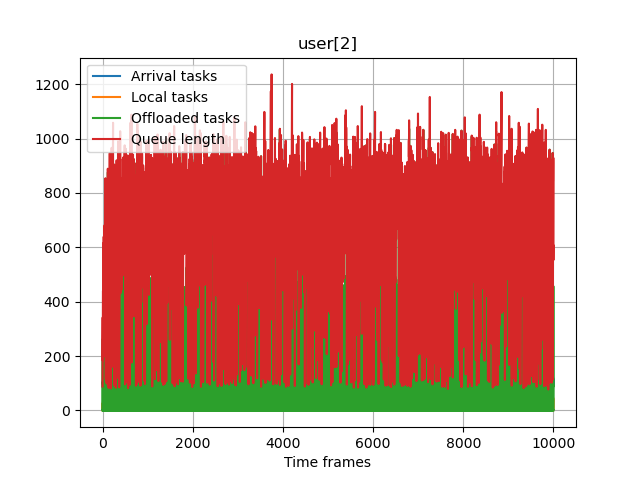 user[2]
Arrival tasks
Local tasks
Offloaded tasks
Queue length
1200
1000
800
600
400
200
0
0 2000 4000 6000 8000 10000
Time frames